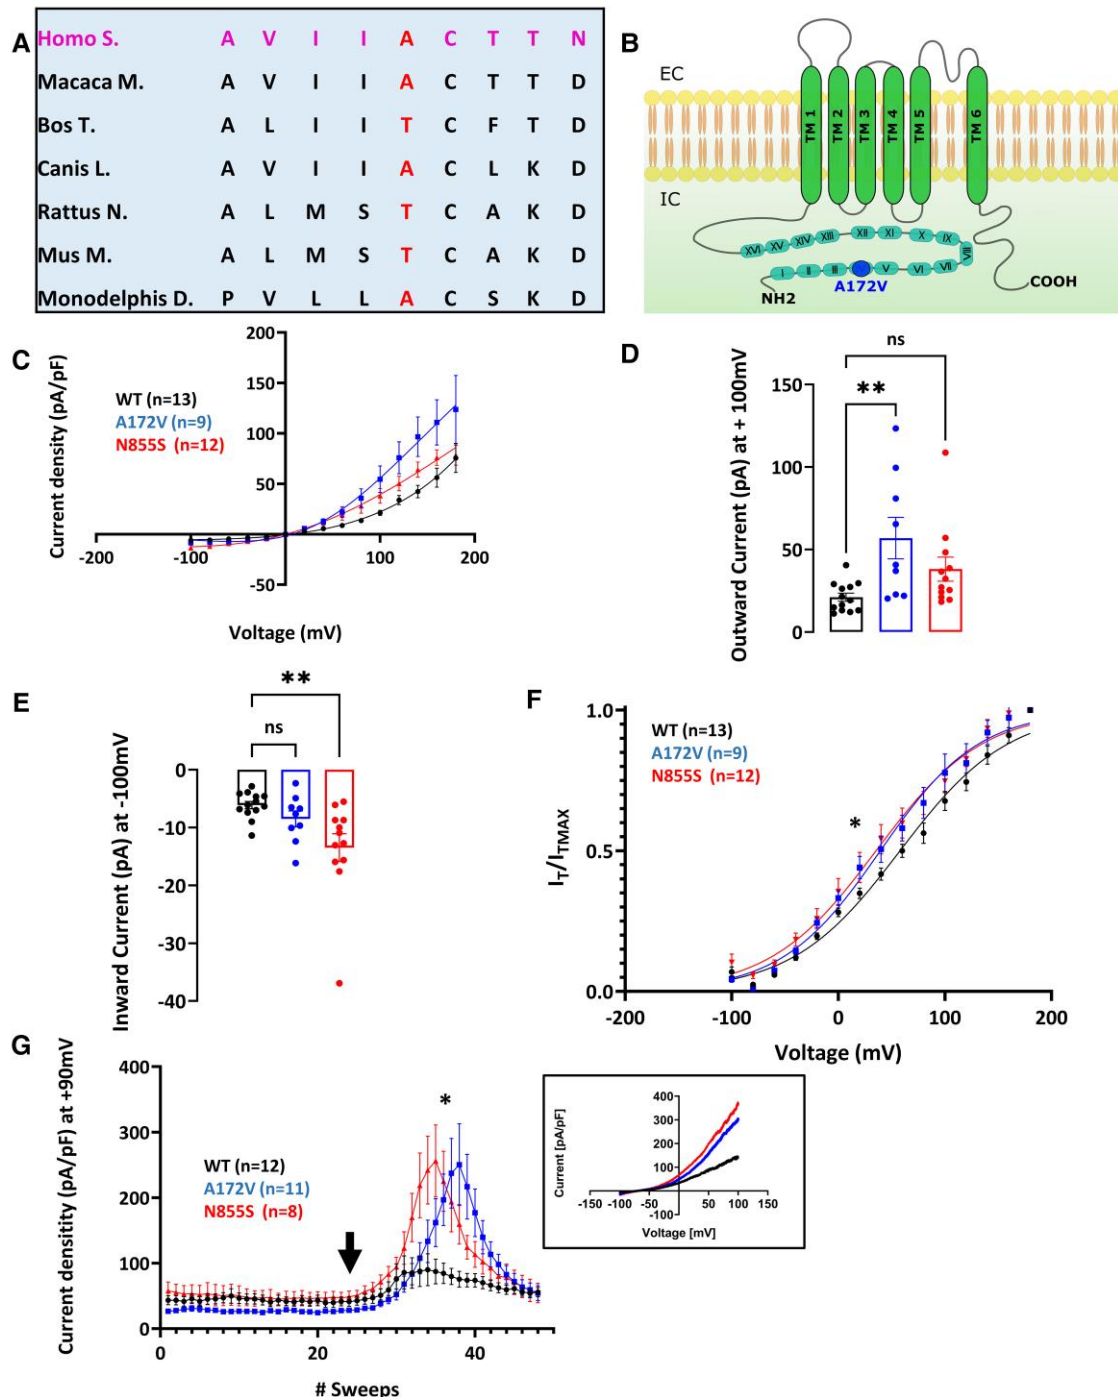 A
Homo S. A V I I A C T T N
Macaca M. A V I I A C T T D
Bos T. A L I I T C F T D
Canis L. A V I I A C L K D
Rattus N. A L M S T C A K D
Mus M. A L M S T C A K D
Monodelphis D. P V L L A C S K D
B
EC
IC
TM 1
TM 2
TM 3
TM 4
TM 5
TM 6
XVI XV XIV XIII XII XI X IX VIII
I II III V VI VII
NH2
A172V
COOH
C
Current density (pA/pF)
200
150
100
50
-50
-200 -100 100 200
WT (n=13)
A172V (n=9)
N855S (n=12)
Voltage (mV)
D
ns
**
Outward Current (pA) at + 100mV
150
100
50
0
E
**
ns
Inward Current (pA) at -100mV
0
-10
-20
-30
-40
F
WT (n=13)
A172V (n=9)
N855S (n=12)
*
I_T/I_TMAX
1.0
0.5
0.0
-200 -100 0 100 200
Voltage (mV)
G
Current densitity (pA/pF) at +90mV
400
300
200
100
0
WT (n=12)
A172V (n=11)
N855S (n=8)
*
0 20 40
# Sweeps
Current [pA/pF]
400
300
200
100
-100
-150 -100 -50 0 50 100 150
Voltage [mV]